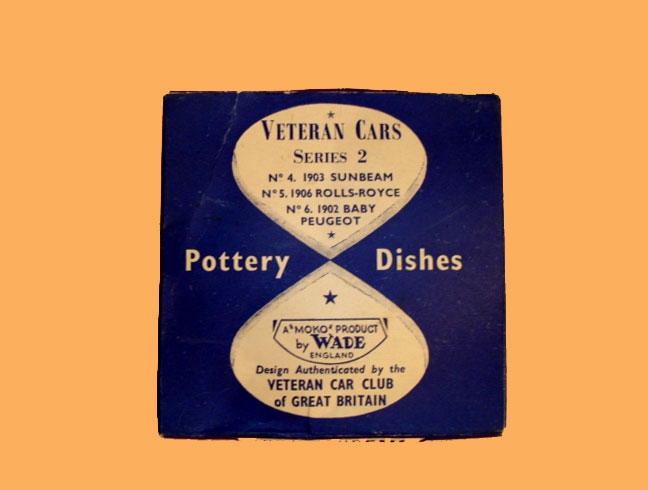 VETERAN CARS
SERIES 2
Nº 4. 1903 SUNBEAM
Nº 5. 1906 ROLLS-ROYCE
Nº 6. 1902 BABY
PEUGEOT
Pottery Dishes
A "MOKO" PRODUCT
by WADE
ENGLAND
Design Authenticated by the
VETERAN CAR CLUB
of GREAT BRITAIN